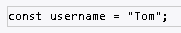 const username = "Tom";